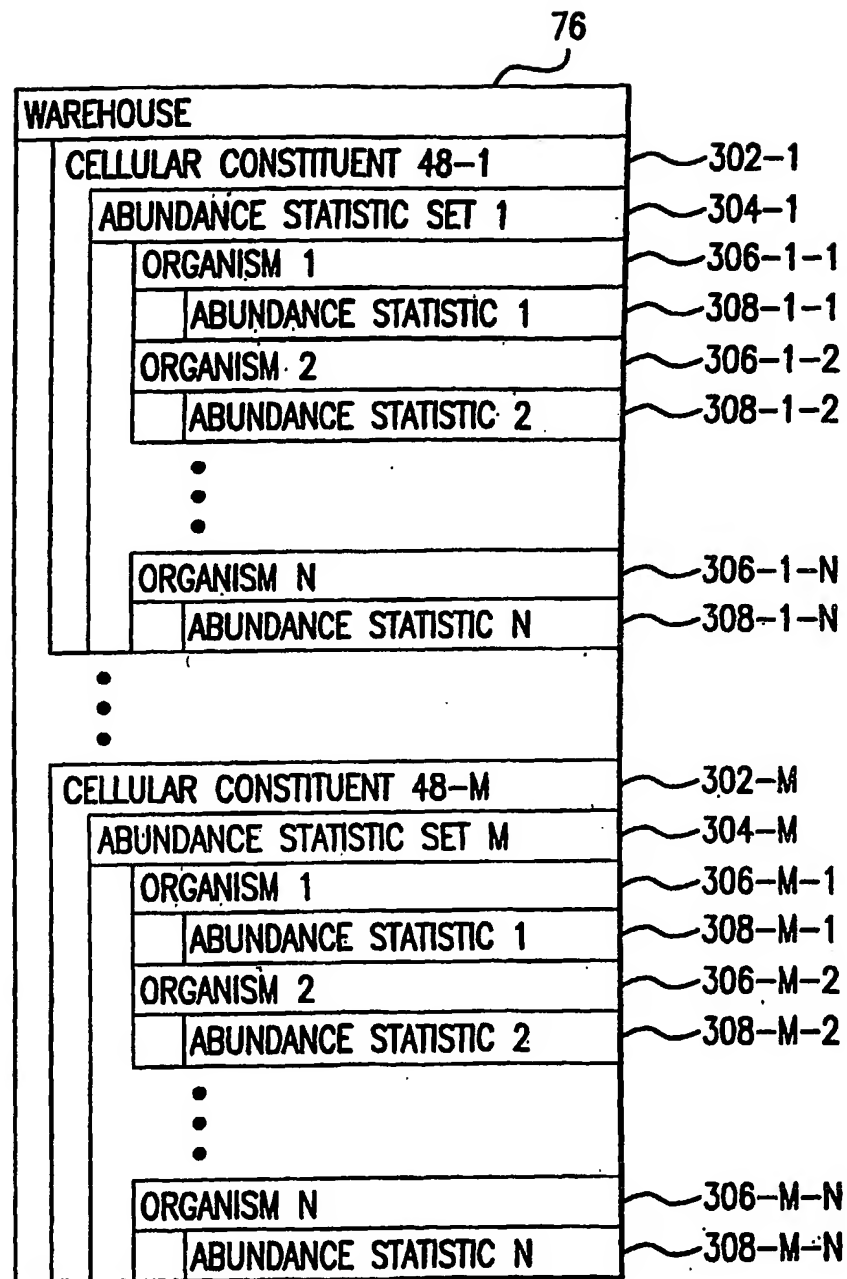 76
WAREHOUSE
CELLULAR CONSTITUENT 48-1 302-1
ABUNDANCE STATISTIC SET 1 304-1
ORGANISM 1 306-1-1
ABUNDANCE STATISTIC 1 308-1-1
ORGANISM 2 306-1-2
ABUNDANCE STATISTIC 2 308-1-2
ORGANISM N 306-1-N
ABUNDANCE STATISTIC N 308-1-N
CELLULAR CONSTITUENT 48-M 302-M
ABUNDANCE STATISTIC SET M 304-M
ORGANISM 1 306-M-1
ABUNDANCE STATISTIC 1 308-M-1
ORGANISM 2 306-M-2
ABUNDANCE STATISTIC 2 308-M-2
ORGANISM N 306-M-N
ABUNDANCE STATISTIC N 308-M-N